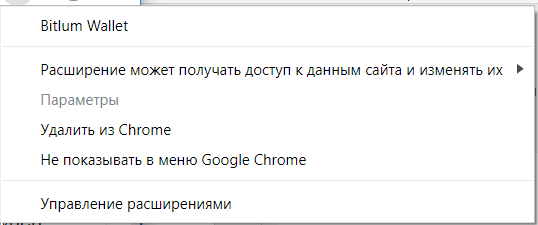 Bitlum Wallet
Расширение может получать доступ к данным сайта и изменять их
Параметры
Удалить из Chrome
Не показывать в меню Google Chrome
Управление расширениями